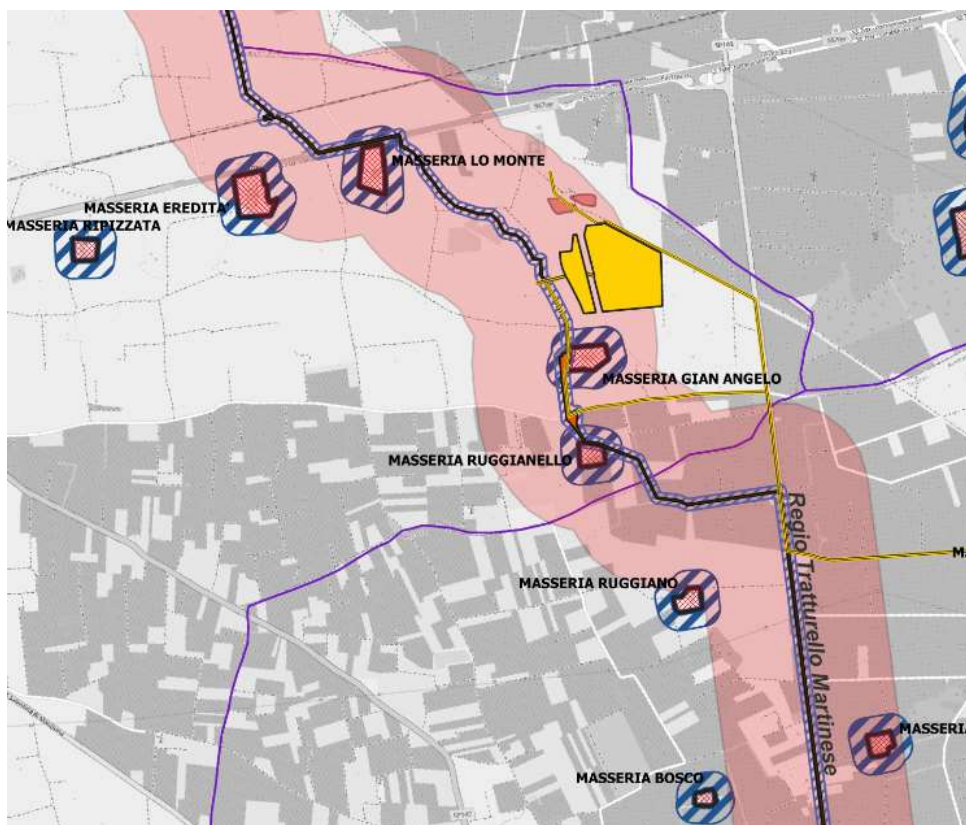 MASSERIA LO MONTE
MASSERIA EREDITA'
MASSERIA RIPIZZATA
MASSERIA GIAN ANGELO
MASSERIA RUGGIANELLO
Regio Tratturello Martinese
MASSERIA RUGGIANO
MASSERIA
MASSERIA BOSCO